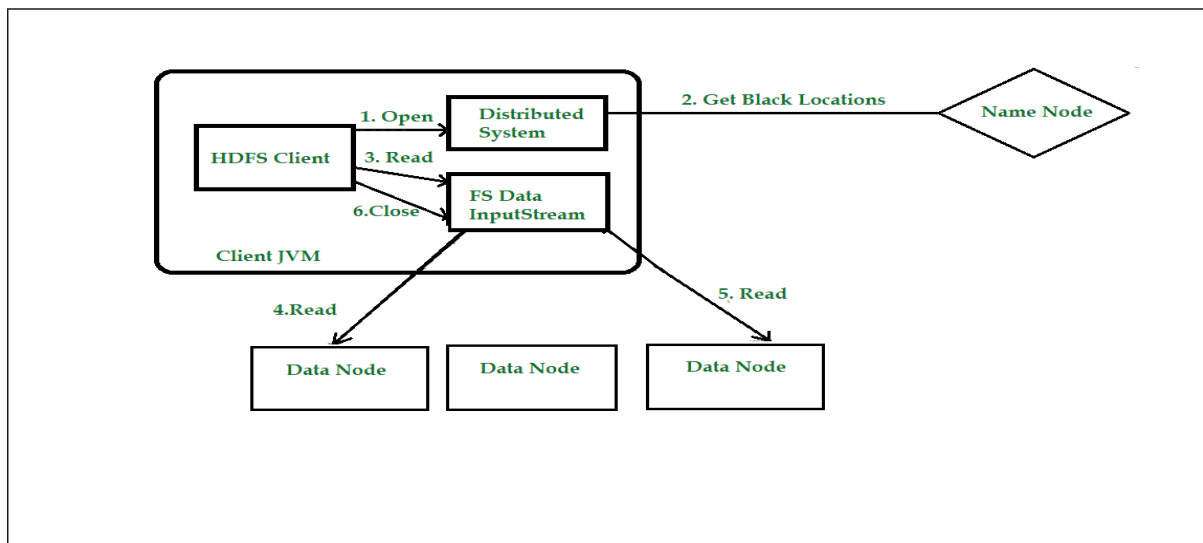 1. Open
Distributed
System
2. Get Black Locations
Name Node
HDFS Client
3. Read
FS Data
InputStream
6.Close
Client JVM
4.Read
5. Read
Data Node
Data Node
Data Node